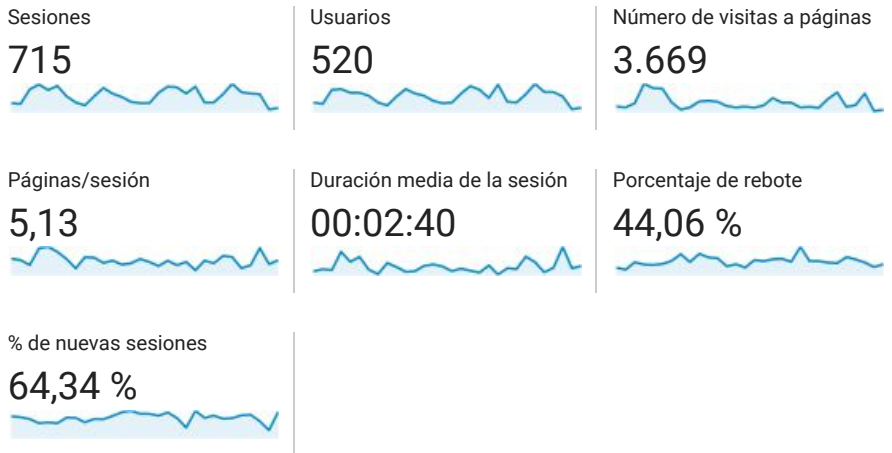 Sesiones
715
Usuarios
520
Número de visitas a páginas
3.669
Páginas/sesión
5,13
Duración media de la sesión
00:02:40
Porcentaje de rebote
44,06 %
% de nuevas sesiones
64,34 %